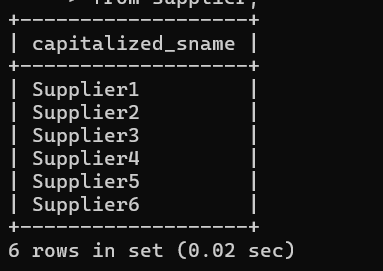 > from supplier;
+-------------------+
| capitalized_sname |
+-------------------+
| Supplier1         |
| Supplier2         |
| Supplier3         |
| Supplier4         |
| Supplier5         |
| Supplier6         |
+-------------------+
6 rows in set (0.02 sec)